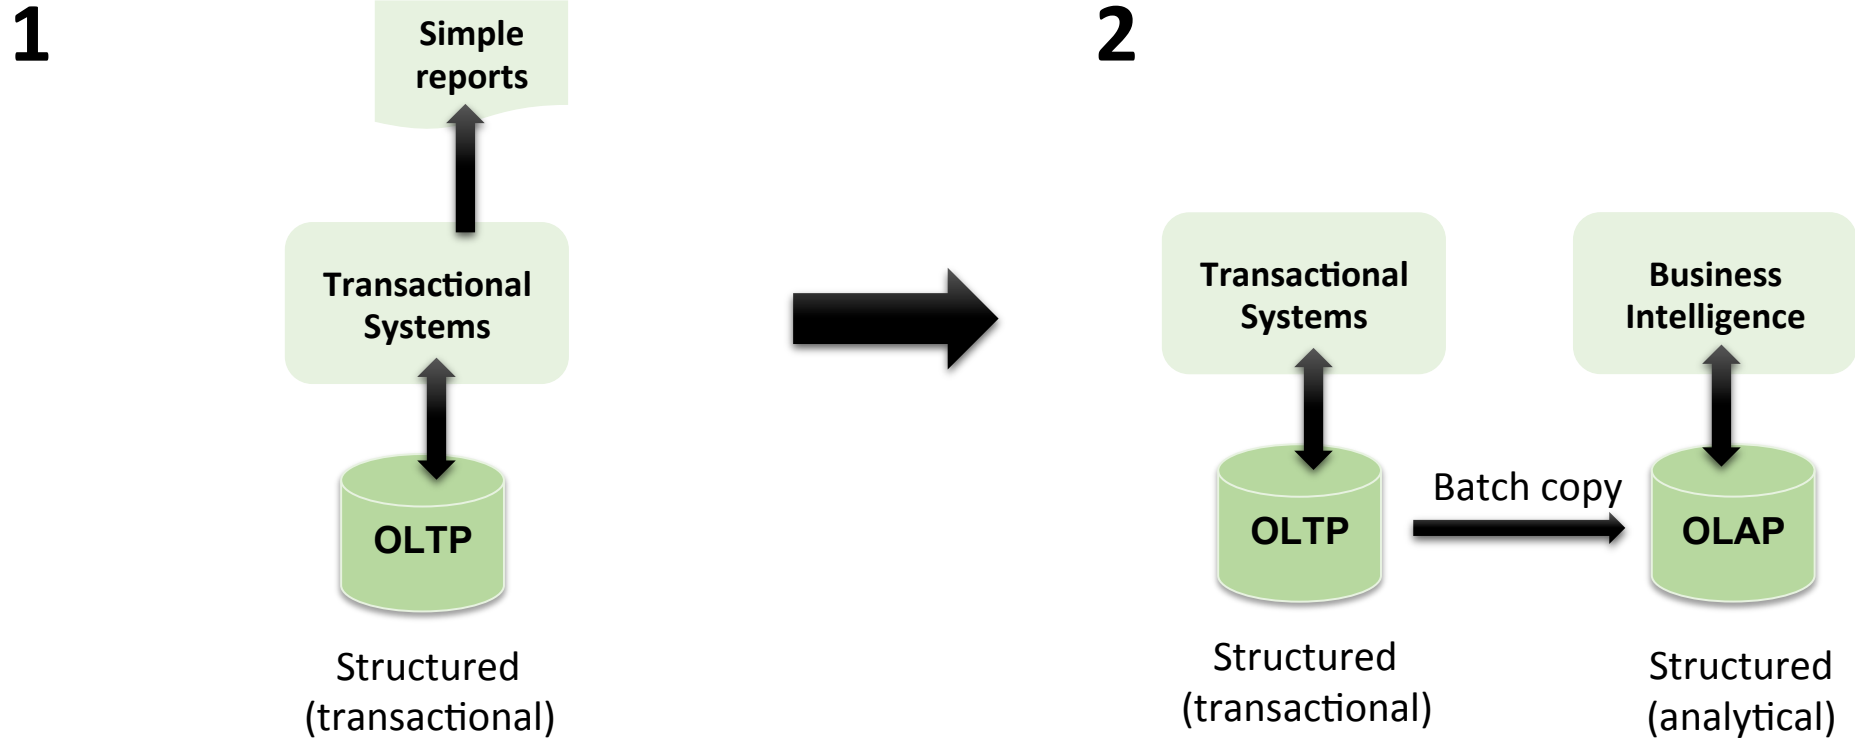 1
Simple
reports
Transactional
Systems
OLTP
Structured
(transactional)
2
Transactional
Systems
Business
Intelligence
Batch copy
OLTP
OLAP
Structured
(transactional)
Structured
(analytical)